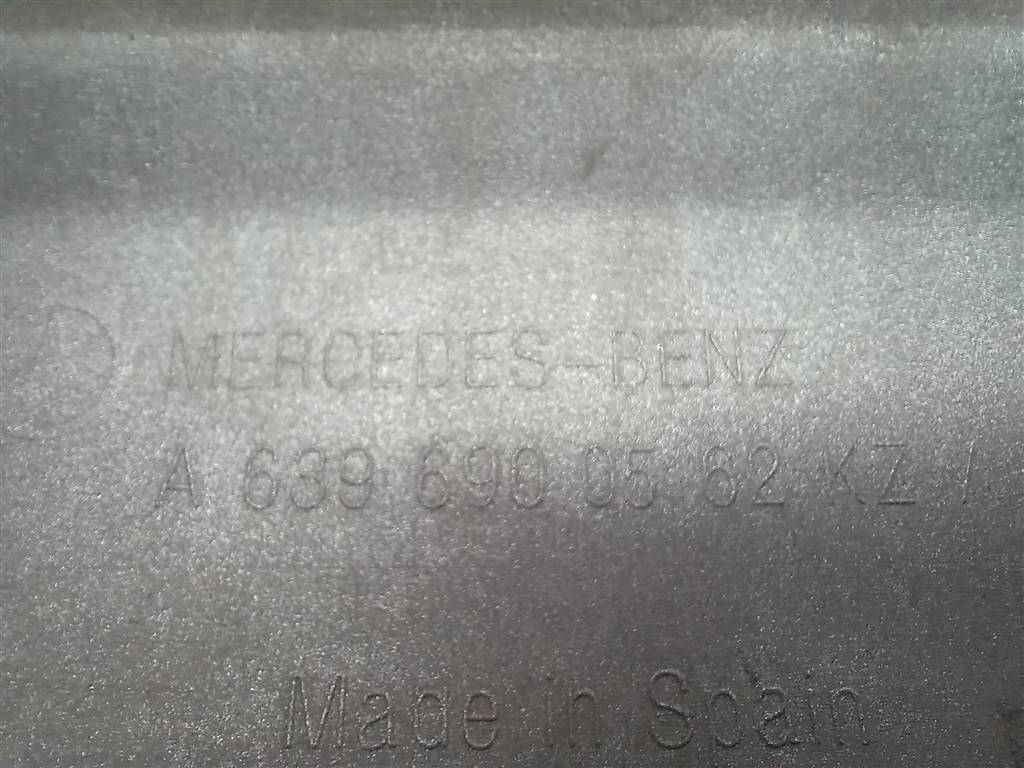 MERCEDES-BENZ
A 639 690 05 62 KZ /
Made in Spain